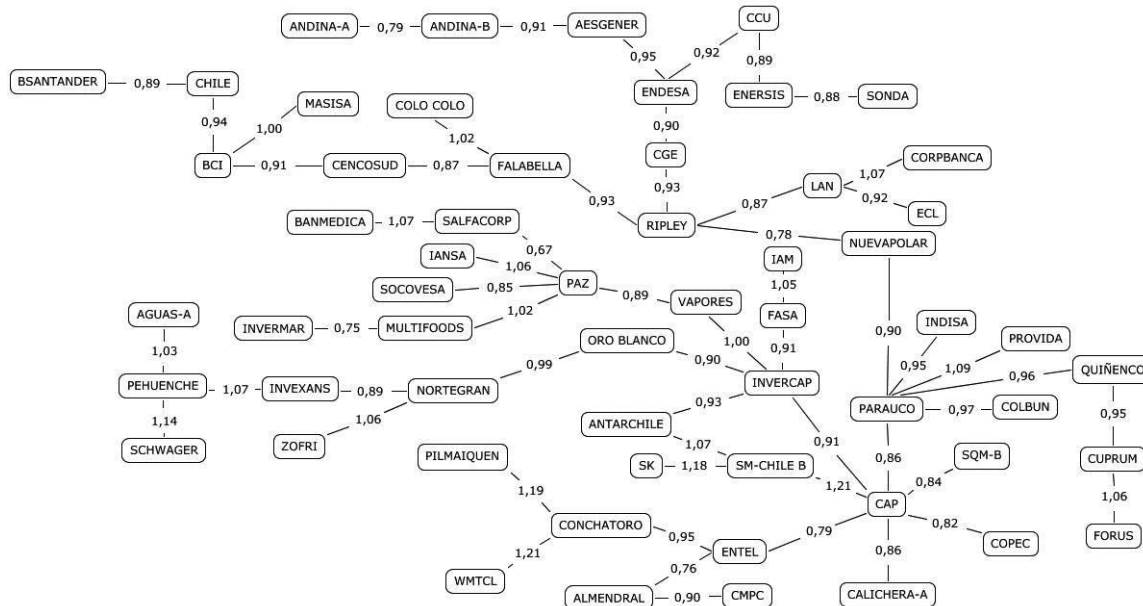 CCU
ANDINA-A 0,79 ANDINA-B 0,91 AESGENER
0,95 0,92
0,89
BSANTANDER 0,89 CHILE
ENDESA ENERSIS 0,88 SONDA
MASISA COLO COLO
0,94 1,00
0,90
1,02
CGE
CORPBANCA
BCI 0,91 CENCOSUD 0,87 FALABELLA
1,07
0,93
LAN
0,87 0,92
0,93
ECL
BANMEDICA 1,07 SALFACORP
RIPLEY
0,78 NUEVAPOLAR
0,67
IANSA 1,06
IAM
SOCOVESA 0,85 PAZ
1,05
0,89 VAPORES
AGUAS-A
1,02
FASA
INDISA
INVERMAR 0,75 MULTIFOODS
0,90
1,00
PROVIDA
ORO BLANCO
1,03
0,91
0,95
0,99 0,90
1,09
QUIÑENCO
0,96
PEHUENCHE 1,07 INVEXANS 0,89 NORTEGRAN
INVERCAP
PARAUCO 0,97 COLBUN
0,93
0,95
1,14
1,06
ANTARCHILE
0,91
SCHWAGER
ZOFRI
1,07
0,86
SQM-B
PILMAIQUEN
SK 1,18 SM-CHILE B
CUPRUM
1,21
0,84
1,19
CAP
1,06
CONCHATORO
0,82
0,95
0,79
COPEC
FORUS
1,21
ENTEL
0,86
0,76
WMTCL
ALMENDRAL 0,90 CMPC
CALICHERA-A